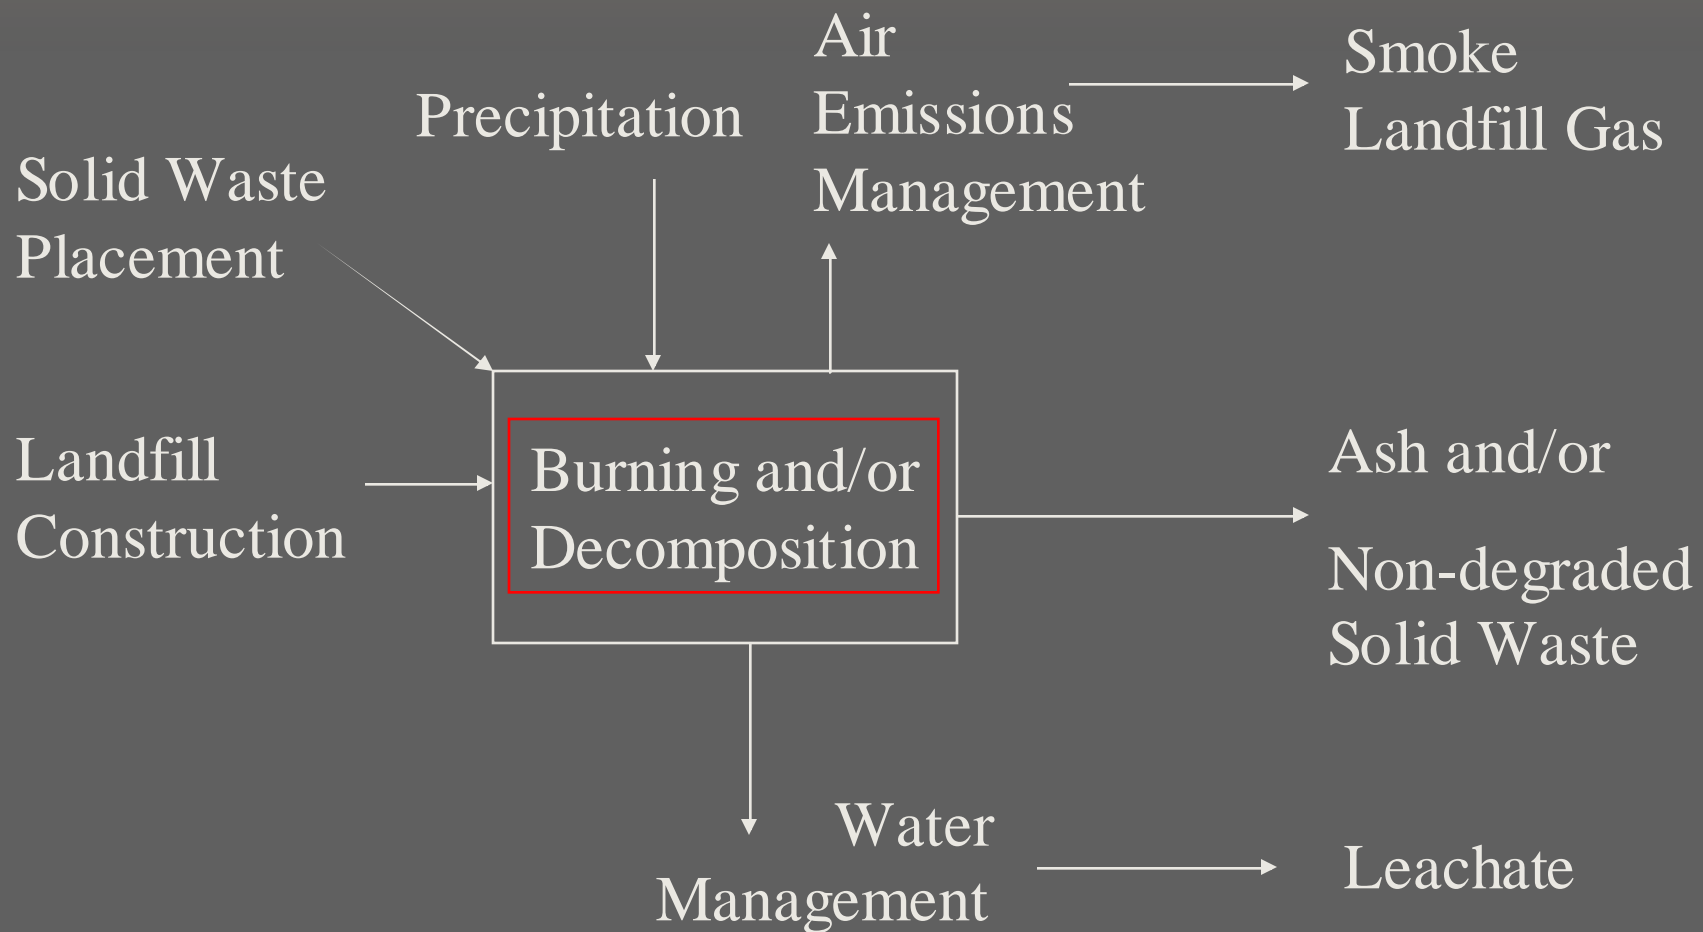 Air
Emissions
Management
Smoke
Landfill Gas
Precipitation
Solid Waste
Placement
Landfill
Construction
Burning and/or
Decomposition
Ash and/or
Non-degraded
Solid Waste
Water
Management
Leachate